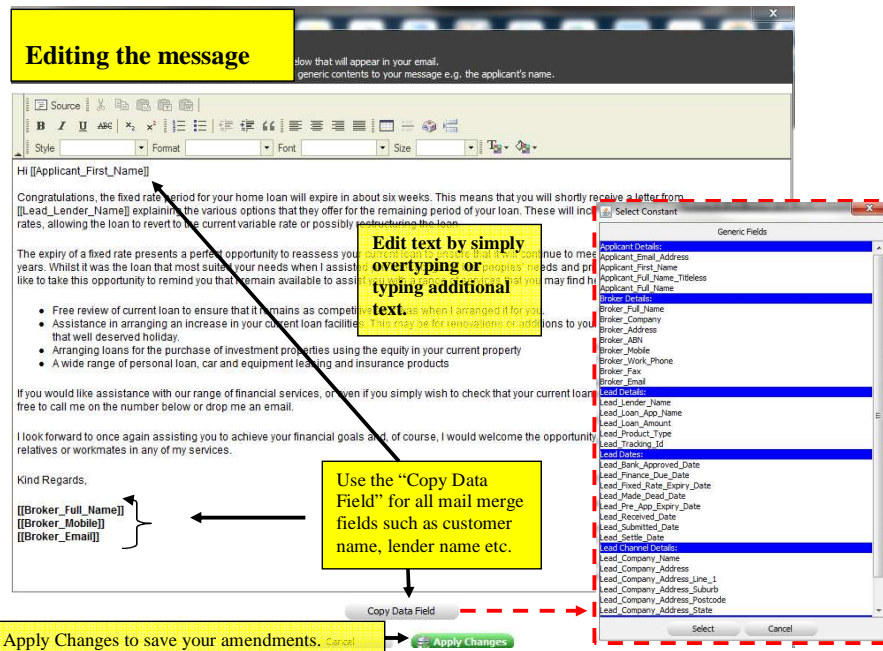 Editing the message
x
elow that will appear in your email.
generic contents to your message e.g. the applicant's name.
Source
B I U ABC x₂ x²
Style Format Font Size
Hi [[Applicant_First_Name]]
Congratulations, the fixed rate period for your home loan will expire in about six weeks. This means that you will shortly receive a letter from
[[Lead_Lender_Name]] explaining the various options that they offer for the remaining period of your loan. These will incl
rates, allowing the loan to revert to the current variable rate or possibly restructuring the loan.
The expiry of a fixed rate presents a perfect opportunity to reassess your current loan to ensure that it will continue to mee
years. Whilst it was the loan that most suited your needs when I assisted peoples' needs and pr
like to take this opportunity to remind you that I remain available to assist you with a range of services that you may find he
Free review of current loan to ensure that it remains as competitive as when I arranged it for you.
Assistance in arranging an increase in your current loan facilities. This may be for renovations or additions to you
that well deserved holiday.
Arranging loans for the purchase of investment properties using the equity in your current property
A wide range of personal loan, car and equipment leasing and insurance products
If you would like assistance with our range of financial services, or even if you simply wish to check that your current loan
free to call me on the number below or drop me an email.
I look forward to once again assisting you to achieve your financial goals and, of course, I would welcome the opportunity
relatives or workmates in any of my services.
Kind Regards,
[[Broker_Full_Name]]
[[Broker_Mobile]]
[[Broker_Email]]
Edit text by simply
overtyping or
typing additional
text.
Use the “Copy Data
Field” for all mail merge
fields such as customer
name, lender name etc.
Copy Data Field
Apply Changes to save your amendments.
Cancel
Apply Changes
Select Constant
x
Generic Fields
Applicant Details:
Applicant_Email_Address
Applicant_First_Name
Applicant_Full_Name_Titleless
Applicant_Full_Name
Broker Details:
Broker_Full_Name
Broker_Company
Broker_Address
Broker_ABN
Broker_Mobile
Broker_Work_Phone
Broker_Fax
Broker_Email
Lead Details:
Lead_Lender_Name
Lead_Loan_App_Name
Lead_Loan_Amount
Lead_Product_Type
Lead_Tracking_Id
Lead Dates:
Lead_Bank_Approved_Date
Lead_Finance_Due_Date
Lead_Fixed_Rate_Expiry_Date
Lead_Made_Dead_Date
Lead_Pre_App_Expiry_Date
Lead_Received_Date
Lead_Submitted_Date
Lead_Settle_Date
Lead Channel Details:
Lead_Company_Name
Lead_Company_Address
Lead_Company_Address_Line_1
Lead_Company_Address_Suburb
Lead_Company_Address_Postcode
Lead_Company_Address_State
Select Cancel